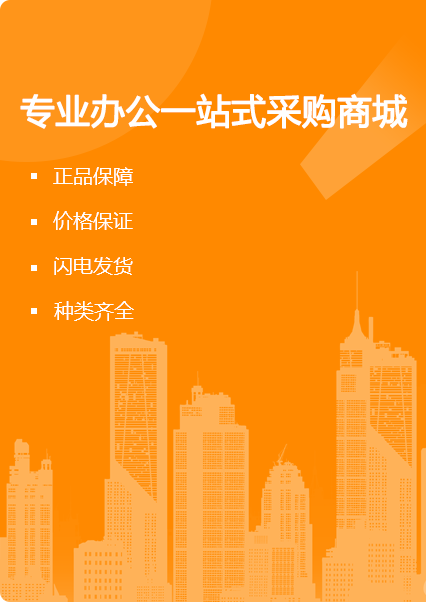 专业办公一站式采购商城
正品保障
价格保证
闪电发货
种类齐全